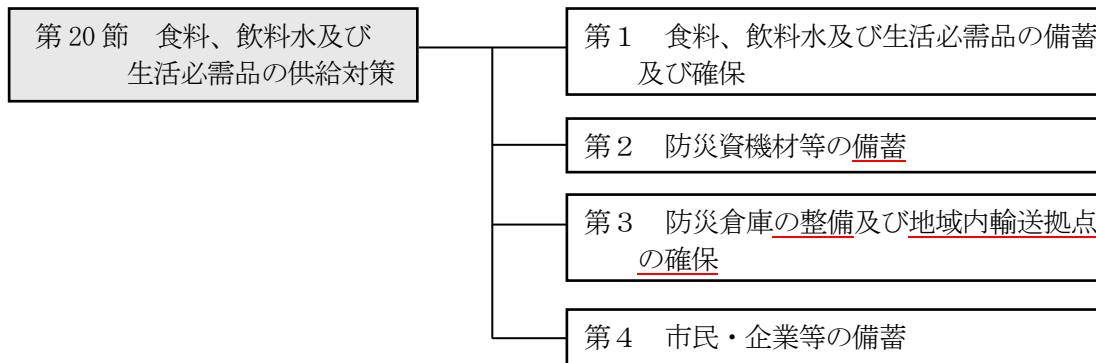 第20節　食料、飲料水及び
生活必需品の供給対策
第１　食料、飲料水及び生活必需品の備蓄
及び確保
第２　防災資機材等の備蓄
第３　防災倉庫の整備及び地域内輸送拠点
の確保
第４　市民・企業等の備蓄